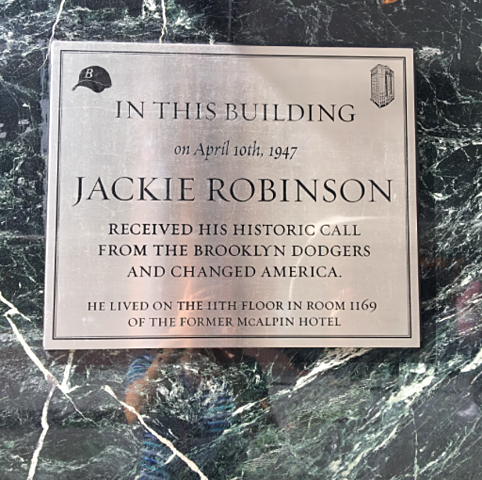 B
IN THIS BUILDING
on April 10th, 1947
JACKIE ROBINSON
RECEIVED HIS HISTORIC CALL
FROM THE BROOKLYN DODGERS
AND CHANGED AMERICA.
HE LIVED ON THE 11TH FLOOR IN ROOM 1169
OF THE FORMER MCALPIN HOTEL